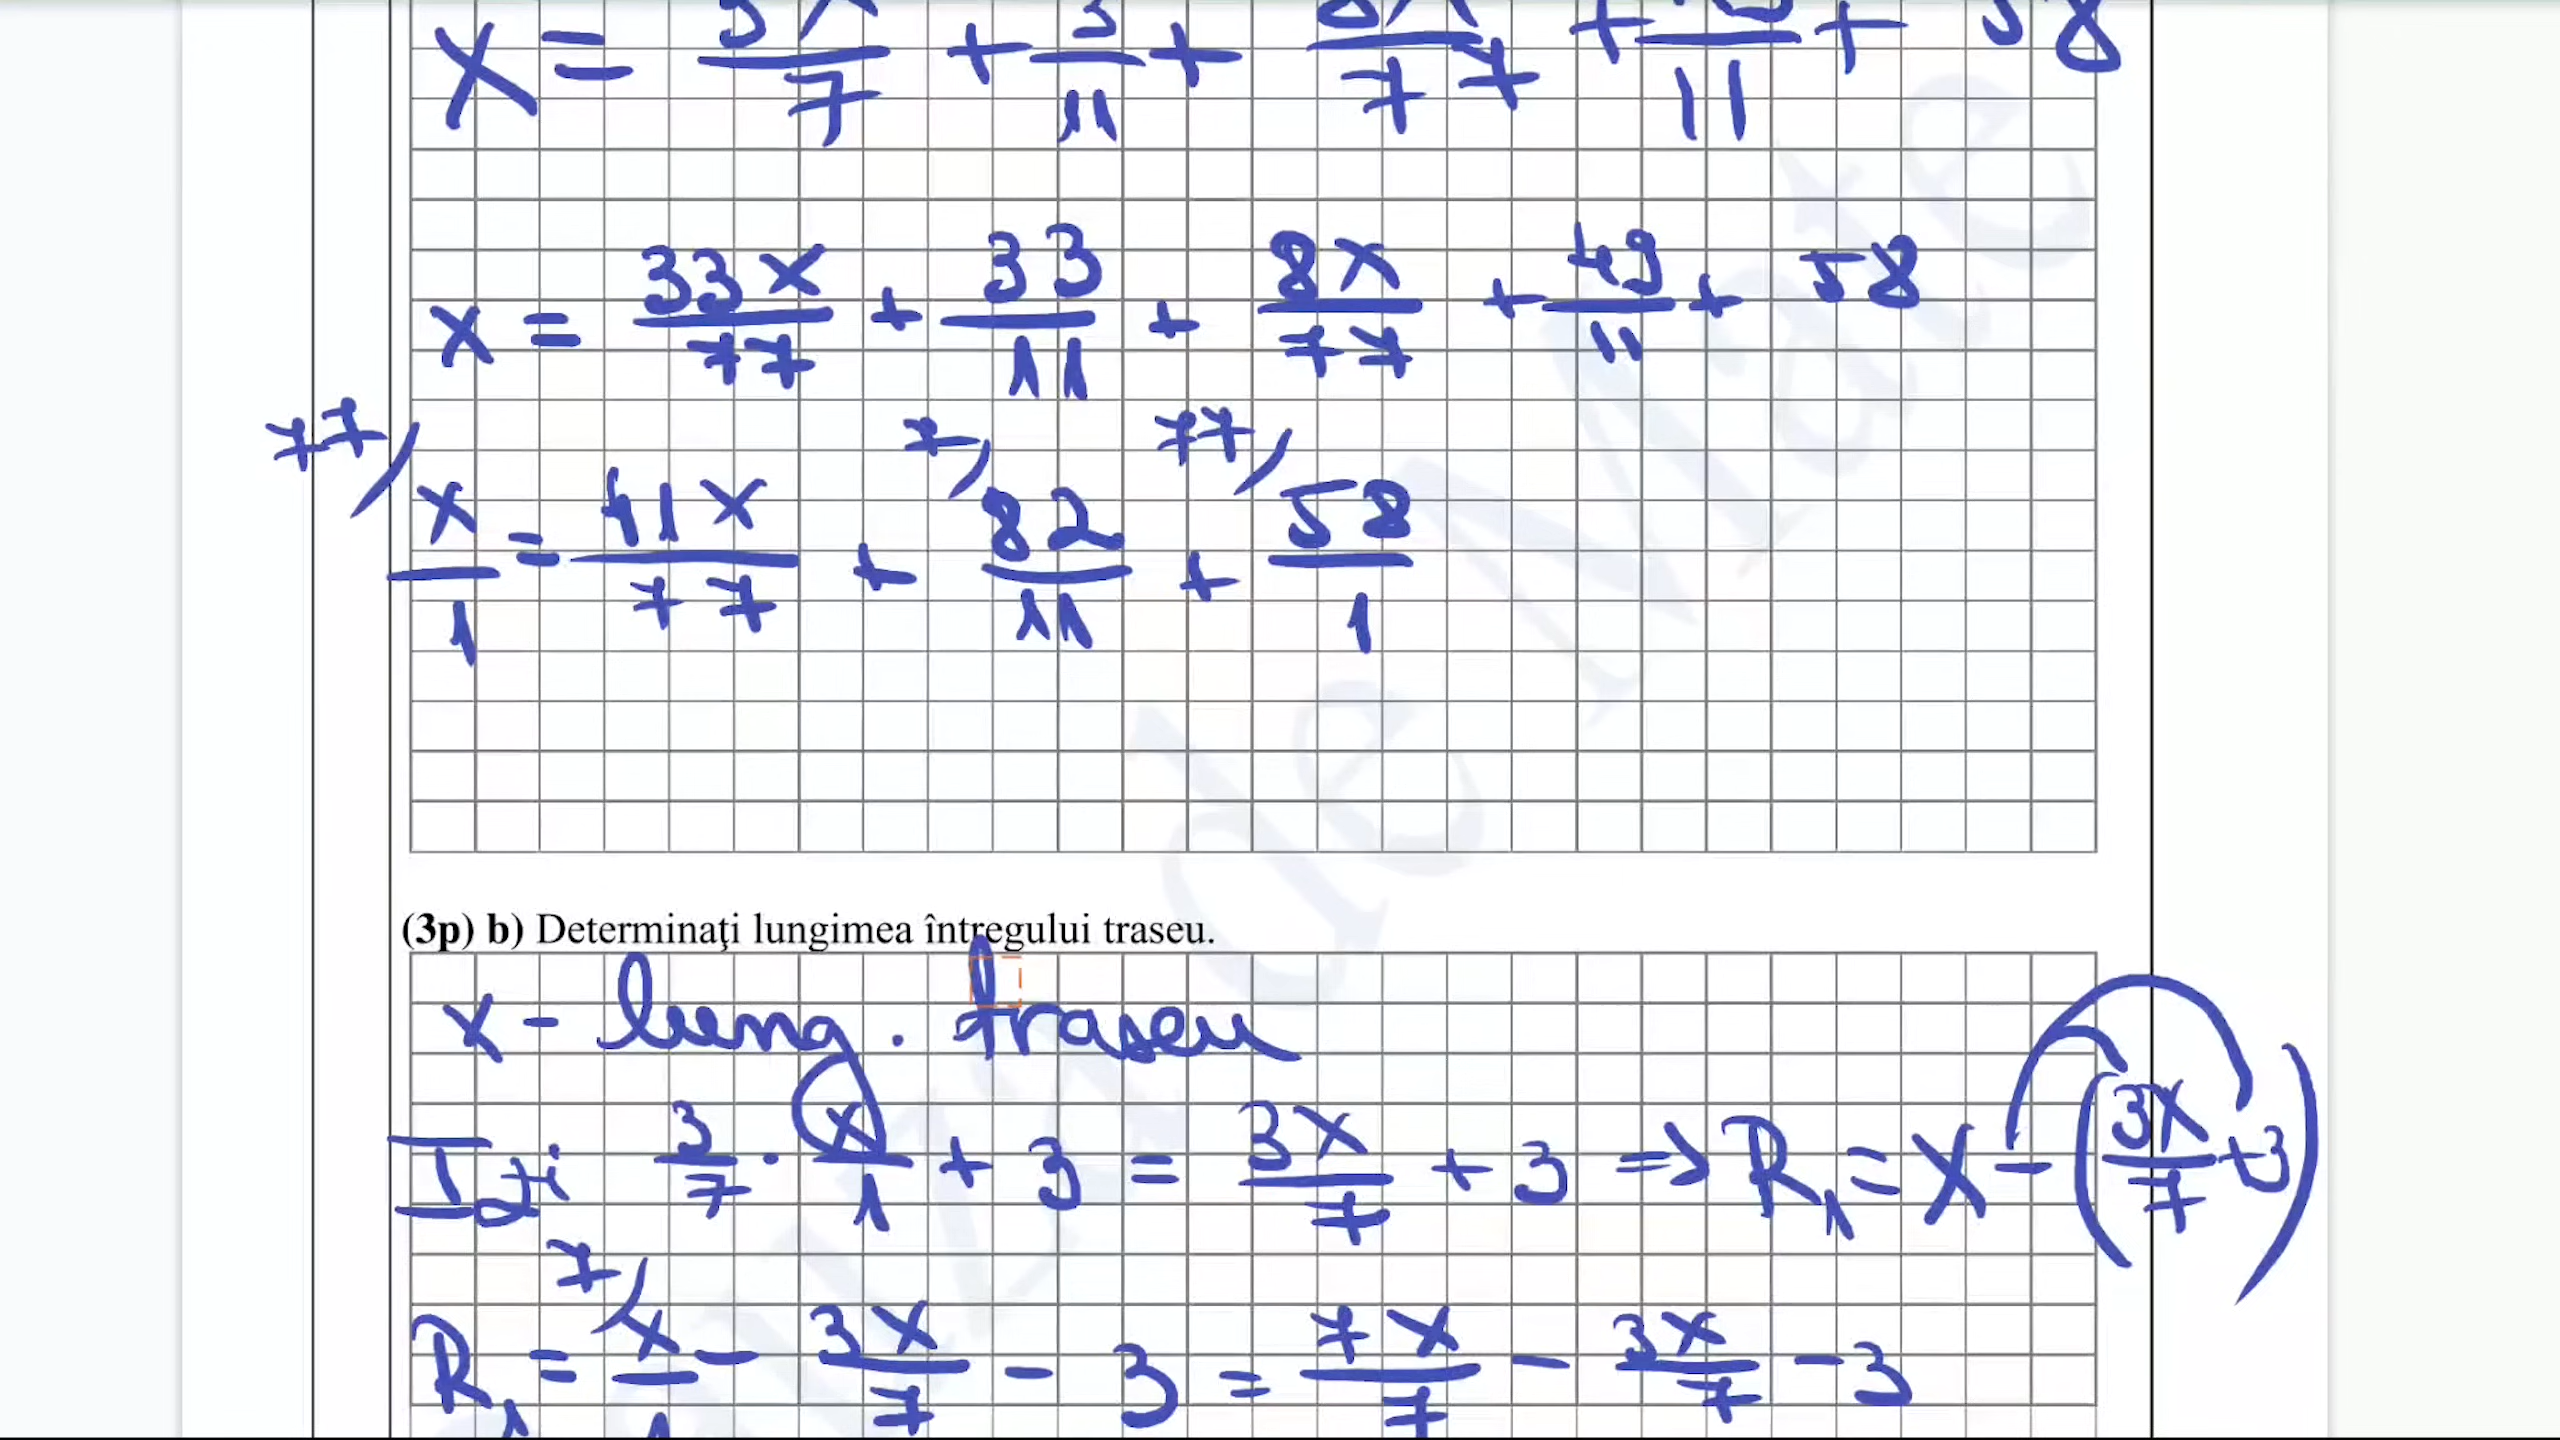 x = 3x/7 + 3/11 + 8x/77 + /11 + 58
x = 33x/77 + 33/11 + 8x/77 + 49/11 + 58
77/ x/1 = 41x/77 + 7/ 82/11 + 77/ 58/1
(3p) b) Determinaţi lungimea întregului traseu.
x - lung. traseu
I zi 3/7 · x/1 + 3 = 3x/7 + 3 => R1 = x - (3x/7 + 3)
R1 = 7/ x/1 - 3x/7 - 3 = 7x/7 - 3x/7 - 3
de Mate